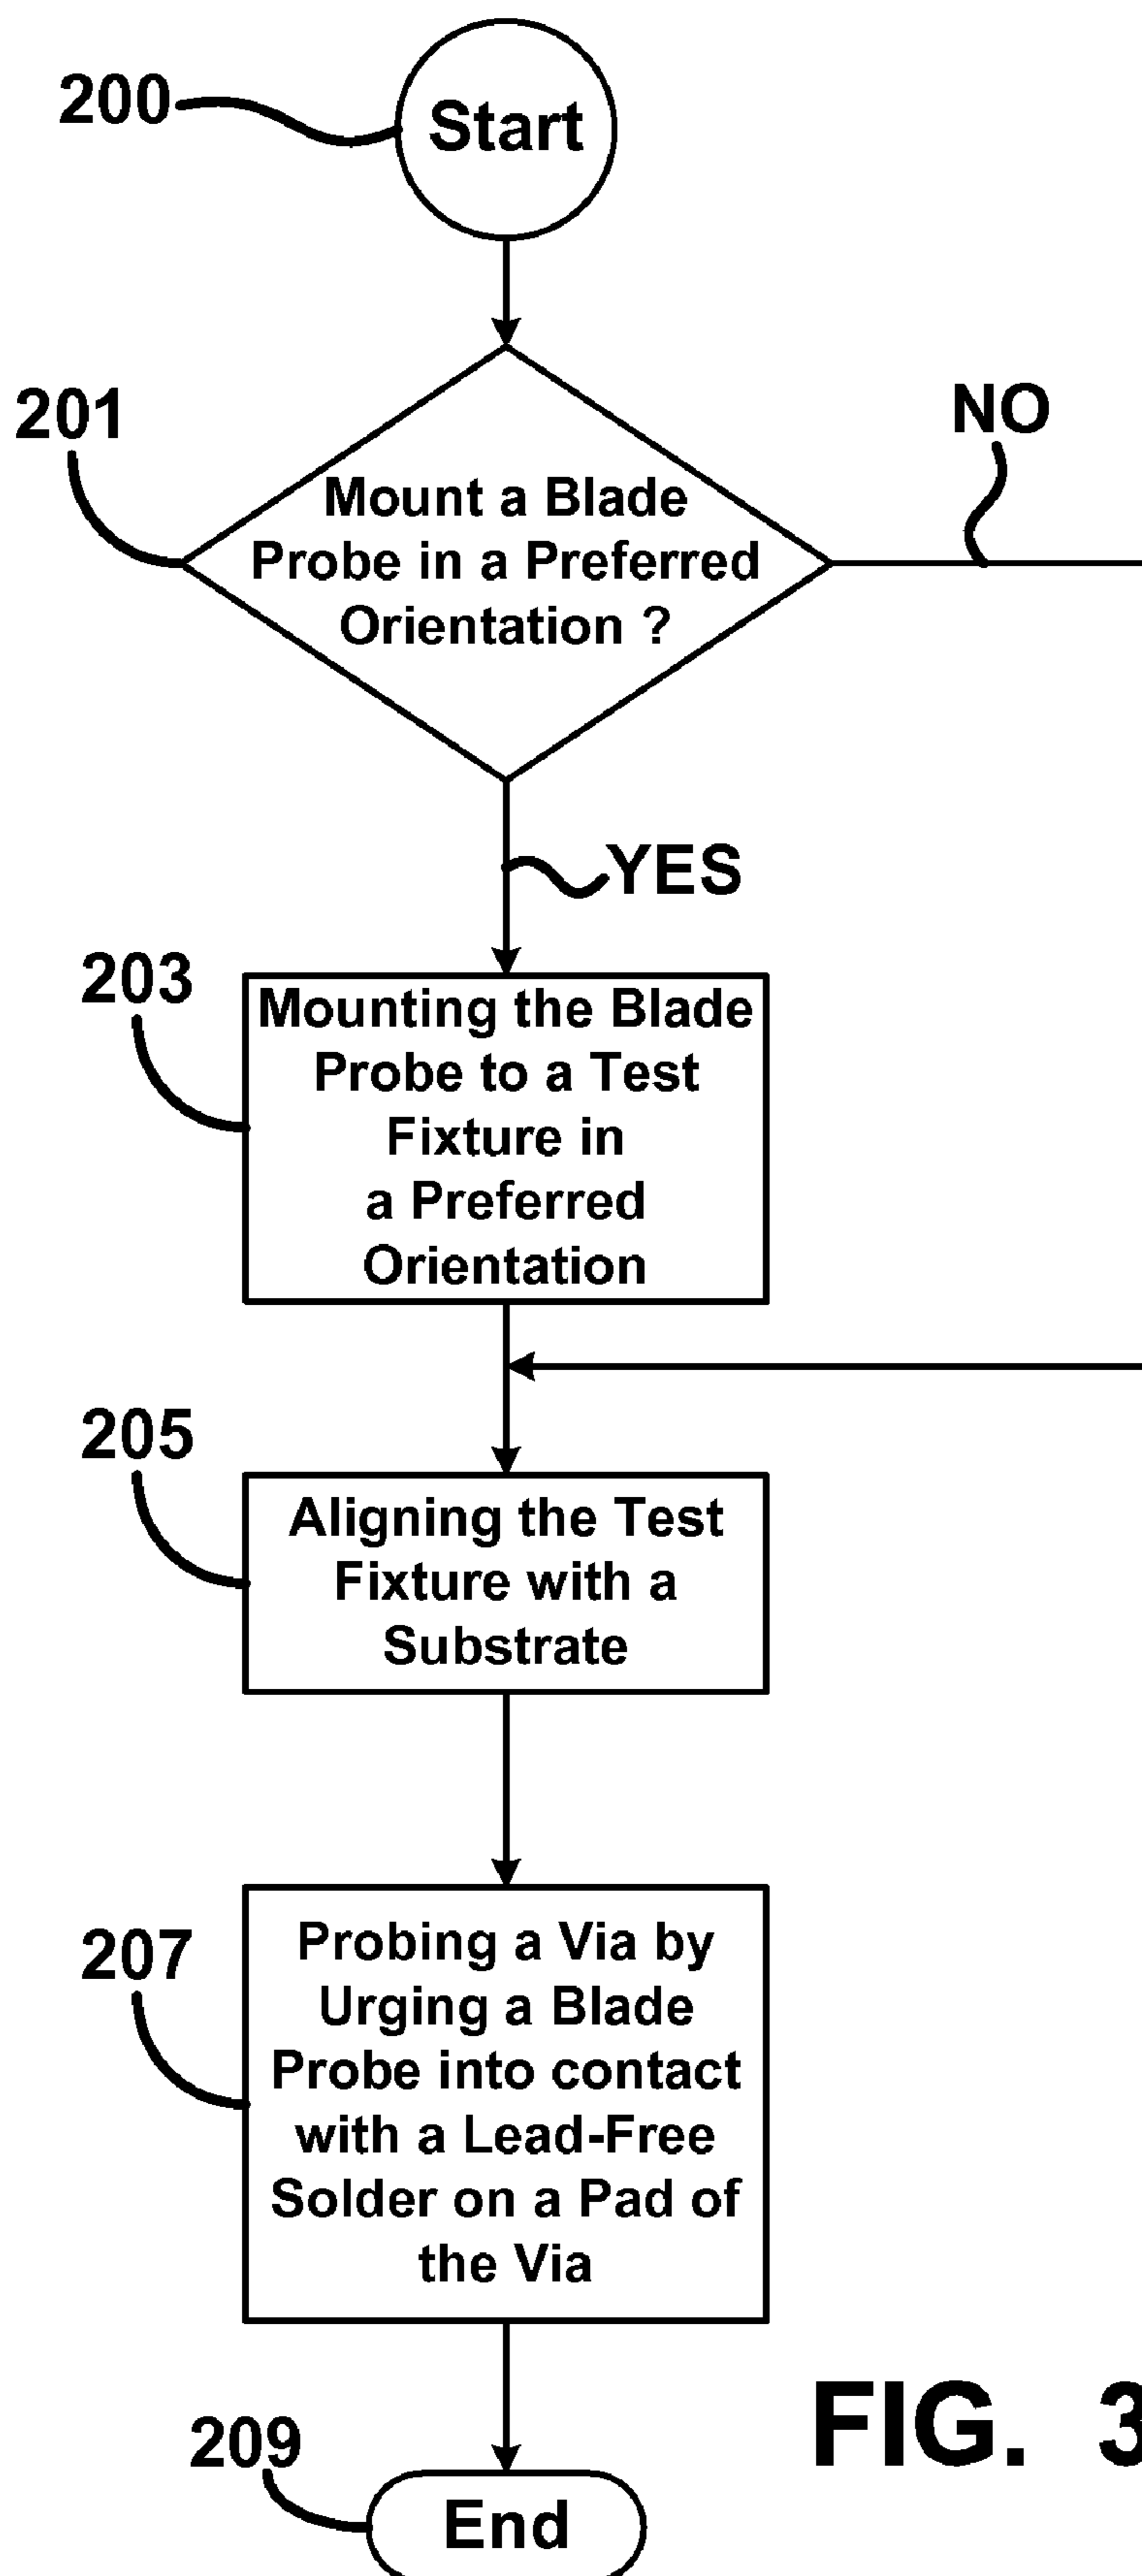 200
Start
201
NO
Mount a Blade
Probe in a Preferred
Orientation ?
YES
203
Mounting the Blade
Probe to a Test
Fixture in
a Preferred
Orientation
205
Aligning the Test
Fixture with a
Substrate
207
Probing a Via by
Urging a Blade
Probe into contact
with a Lead-Free
Solder on a Pad of
the Via
FIG. 3
209
End